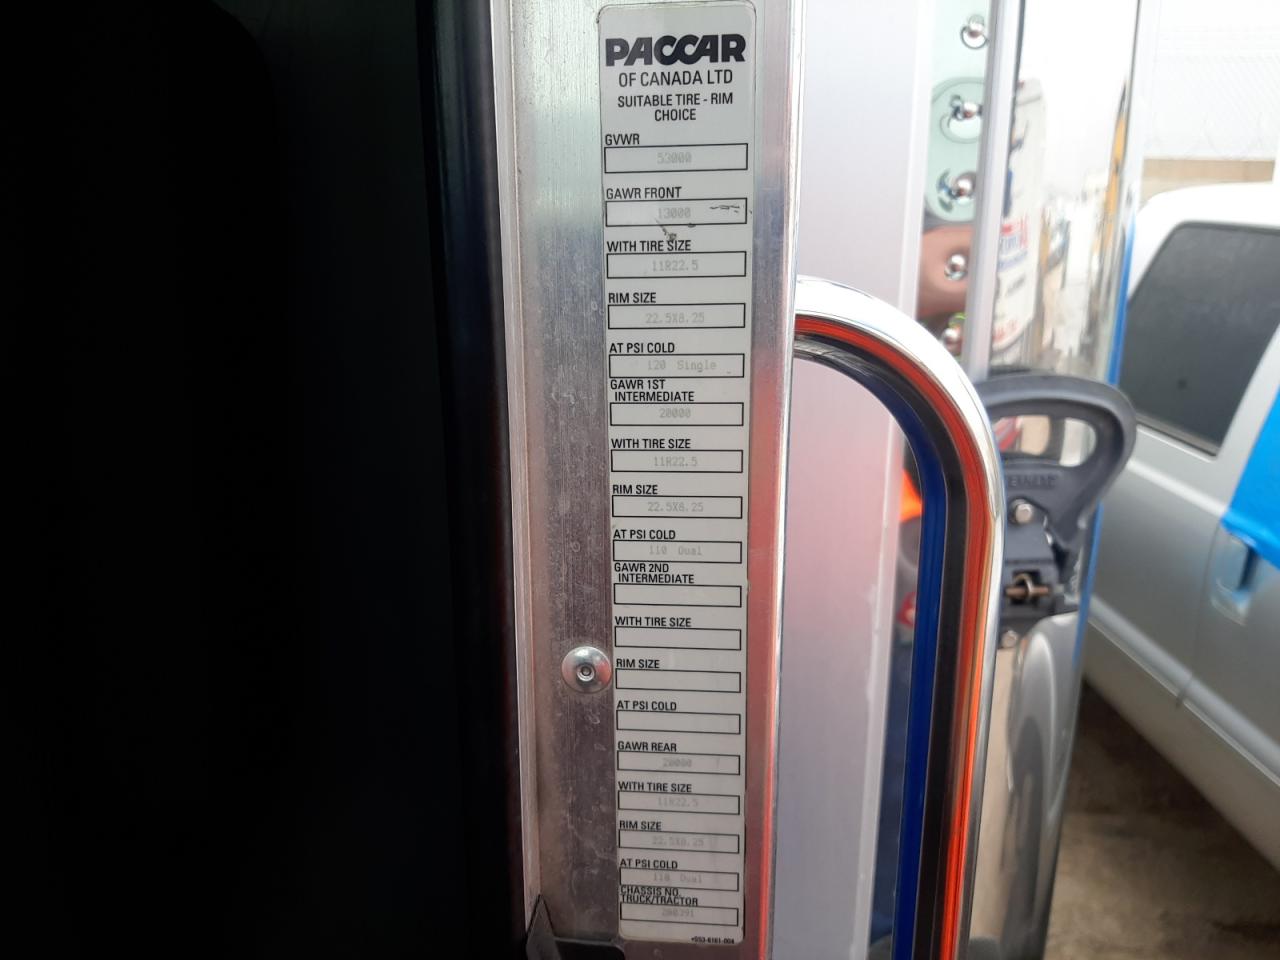 PACCAR
OF CANADA LTD
SUITABLE TIRE - RIM
CHOICE
GVWR
53000
GAWR FRONT
13000
WITH TIRE SIZE
11R22.5
RIM SIZE
22.5X8.25
AT PSI COLD
120 Single
GAWR 1ST
INTERMEDIATE
20000
WITH TIRE SIZE
11R22.5
RIM SIZE
22.5X8.25
AT PSI COLD
110 Dual
GAWR 2ND
INTERMEDIATE
WITH TIRE SIZE
RIM SIZE
AT PSI COLD
GAWR REAR
20000
WITH TIRE SIZE
11R22.5
RIM SIZE
22.5X8.25
AT PSI COLD
110 Dual
CHASSIS NO.
TRUCK/TRACTOR